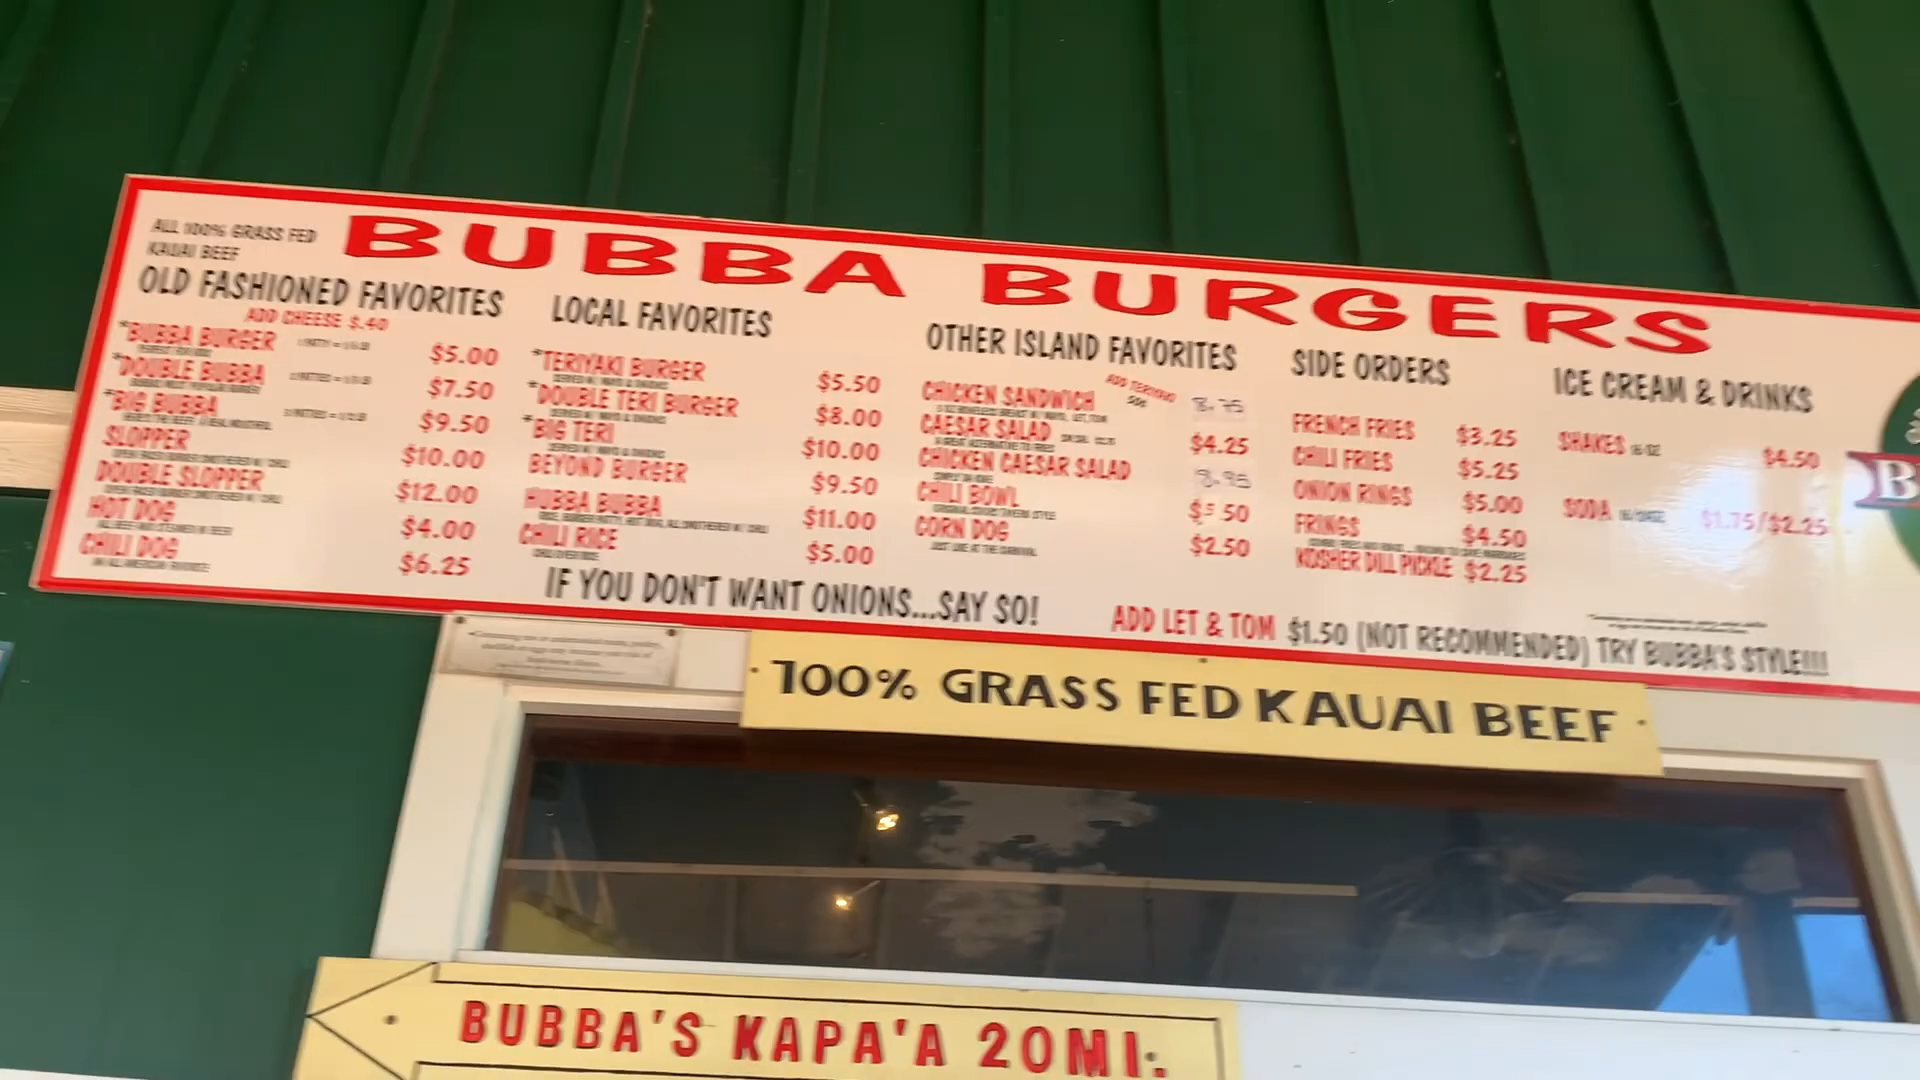 ALL 100% GRASS FED
KAUAI BEEF
BUBBA BURGERS
OLD FASHIONED FAVORITES
ADD CHEESE $.40
*BUBBA BURGER $5.00
*DOUBLE BUBBA $7.50
*BIG BUBBA $9.50
SLOPPER $10.00
DOUBLE SLOPPER $12.00
HOT DOG $4.00
CHILI DOG $6.25
LOCAL FAVORITES
*TERIYAKI BURGER $5.50
*DOUBLE TERI BURGER $8.00
*BIG TERI $10.00
BEYOND BURGER $9.50
HUBBA BUBBA $11.00
CHILI RICE $5.00
OTHER ISLAND FAVORITES
CHICKEN SANDWICH ADD TERIYAKI 8.75
CAESAR SALAD $4.25
CHICKEN CAESAR SALAD 8.95
CHILI BOWL $5.50
CORN DOG $2.50
SIDE ORDERS
FRENCH FRIES $3.25
CHILI FRIES $5.25
ONION RINGS $5.00
FRINGS $4.50
KOSHER DILL PICKLE $2.25
ICE CREAM & DRINKS
SHAKES 16 OZ $4.50
SODA $1.75/$2.25
IF YOU DON'T WANT ONIONS...SAY SO!
ADD LET & TOM $1.50 (NOT RECOMMENDED) TRY BUBBA'S STYLE!!!
B
100% GRASS FED KAUAI BEEF
BUBBA'S KAPA'A 20MI.